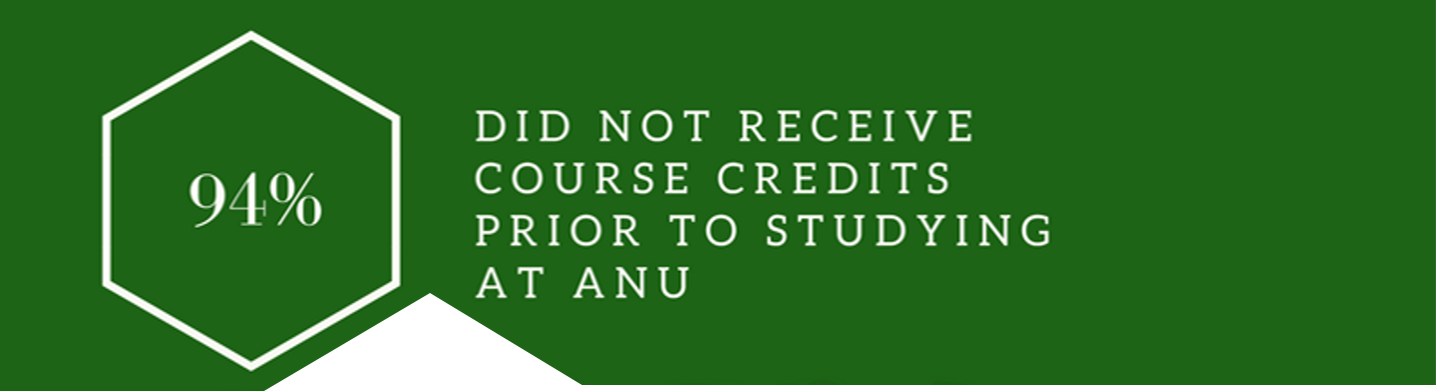 94%
DID NOT RECEIVE
COURSE CREDITS
PRIOR TO STUDYING
AT ANU